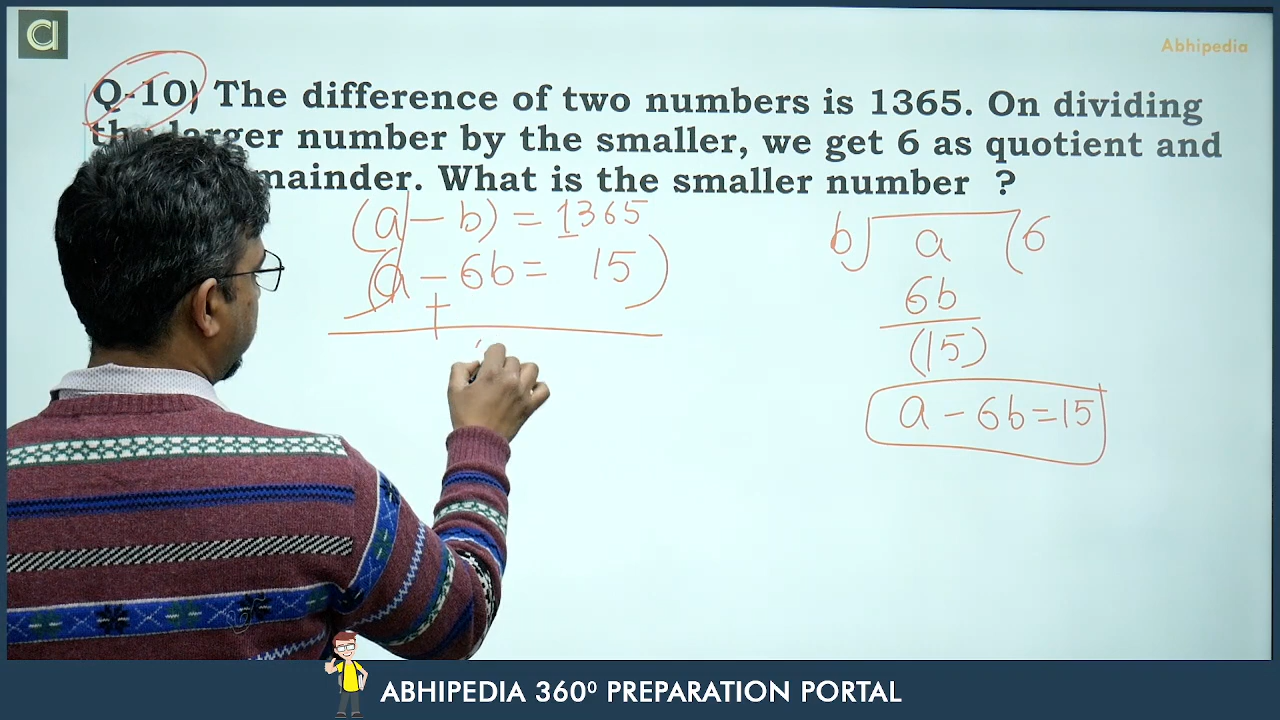 Abhipedia
Q-10) The difference of two numbers is 1365. On dividing
the larger number by the smaller, we get 6 as quotient and
mainder. What is the smaller number ?
(a - b) = 1365
a - 6b = 15)
+
b) a (6
6b
(15)
a - 6b = 15
ABHIPEDIA 360⁰ PREPARATION PORTAL